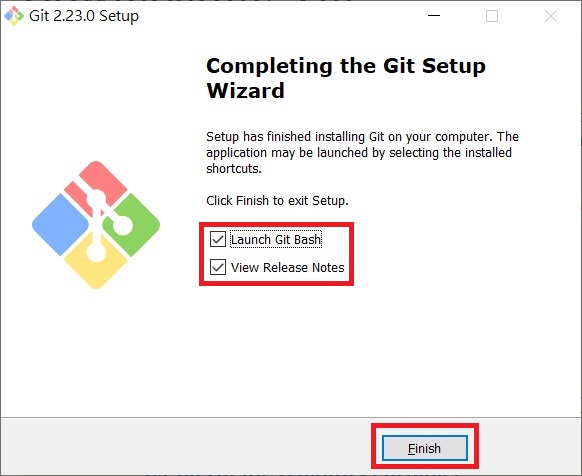 Git 2.23.0 Setup
Completing the Git Setup
Wizard
Setup has finished installing Git on your computer. The
application may be launched by selecting the installed
shortcuts.
Click Finish to exit Setup.
Launch Git Bash
View Release Notes
Finish